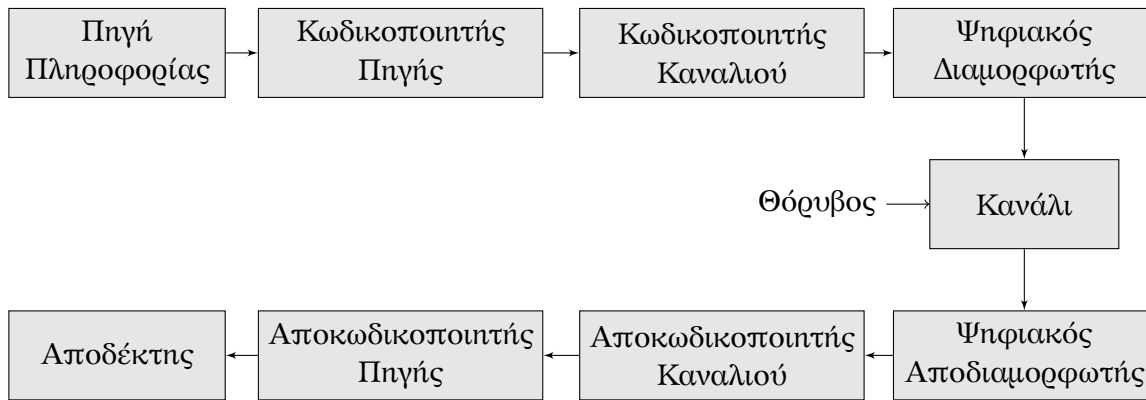 Πηγή
Πληροφορίας
Κωδικοποιητής
Πηγής
Κωδικοποιητής
Καναλιού
Ψηφιακός
Διαμορφωτής
Θόρυβος
Κανάλι
Αποδέκτης
Αποκωδικοποιητής
Πηγής
Αποκωδικοποιητής
Καναλιού
Ψηφιακός
Αποδιαμορφωτής